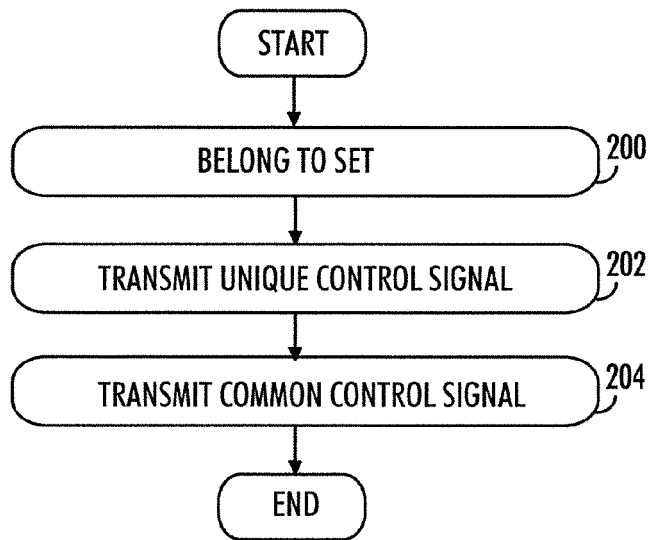 START
BELONG TO SET
200
TRANSMIT UNIQUE CONTROL SIGNAL
202
TRANSMIT COMMON CONTROL SIGNAL
204
END